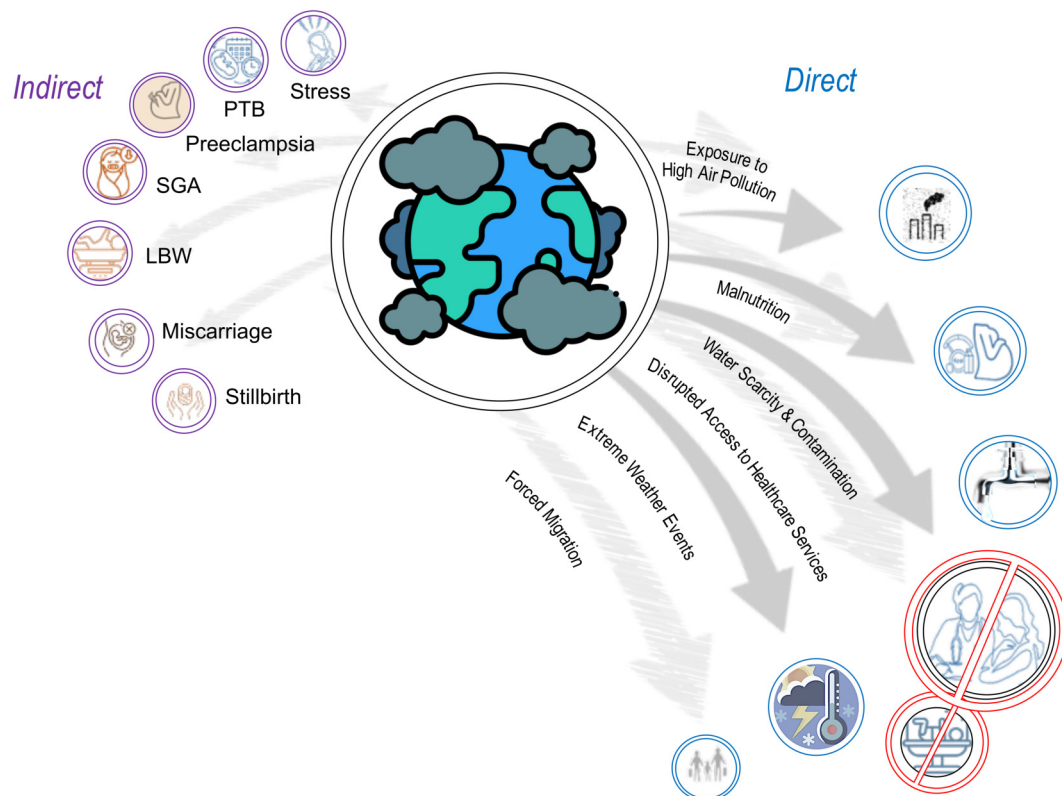 Indirect
Direct
Stress
PTB
Preeclampsia
SGA
LBW
Miscarriage
Stillbirth
Exposure to
High Air Pollution
Malnutrition
Water Scarcity & Contamination
Disrupted Access to Healthcare Services
Extreme Weather Events
Forced Migration